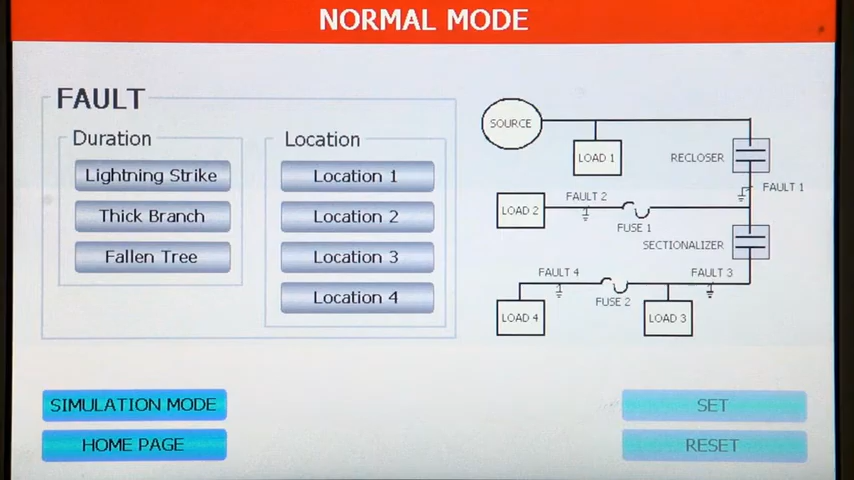 NORMAL MODE
FAULT
Duration
Lightning Strike
Thick Branch
Fallen Tree
Location
Location 1
Location 2
Location 3
Location 4
SOURCE
LOAD 1
RECLOSER
FAULT 1
LOAD 2
FAULT 2
FUSE 1
SECTIONALIZER
FAULT 4
FAULT 3
FUSE 2
LOAD 4
LOAD 3
SIMULATION MODE
HOME PAGE
SET
RESET